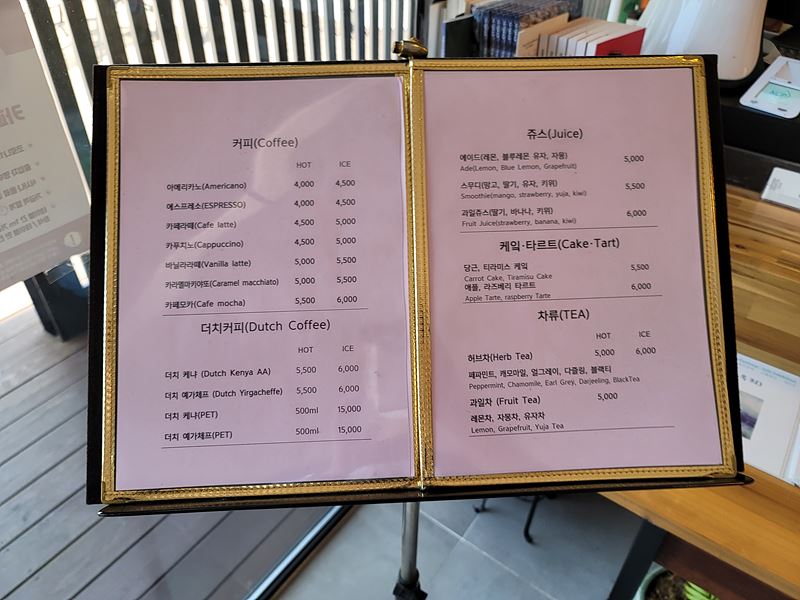 커피(Coffee)
HOT ICE
아메리카노(Americano) 4,000 4,500
에스프레소(ESPRESSO) 4,000 4,500
카페라떼(Cafe latte) 4,500 5,000
카푸치노(Cappuccino) 4,500 5,000
바닐라라떼(Vanilla latte) 5,000 5,500
카라멜마키야또(Caramel macchiato) 5,000 5,500
카페모카(Cafe mocha) 5,500 6,000
더치커피(Dutch Coffee)
HOT ICE
더치 케냐 (Dutch Kenya AA) 5,500 6,000
더치 예가체프 (Dutch Yirgacheffe) 5,500 6,000
더치 케냐(PET) 500ml 15,000
더치 예가체프(PET) 500ml 15,000
쥬스(Juice)
에이드(레몬, 블루레몬 유자, 자몽) 5,000
Ade(Lemon, Blue Lemon, Grapefruit)
스무디(망고, 딸기, 유자, 키위) 5,500
Smoothie(mango, strawberry, yuja, kiwi)
과일쥬스(딸기, 바나나, 키위) 6,000
Fruit Juice(strawberry, banana, kiwi)
케잌·타르트(Cake·Tart)
당근, 티라미스 케잌 5,500
Carrot Cake, Tiramisu Cake
애플, 라즈베리 타르트 6,000
Apple Tarte, raspberry Tarte
차류(TEA)
HOT ICE
허브차(Herb Tea) 5,000 6,000
페파민트, 캐모마일, 얼그레이, 다즐링, 블랙티
Peppermint, Chamomile, Earl Grey, Darjeeling, BlackTea
과일차 (Fruit Tea) 5,000
레몬차, 자몽차, 유자차
Lemon, Grapefruit, Yuja Tea